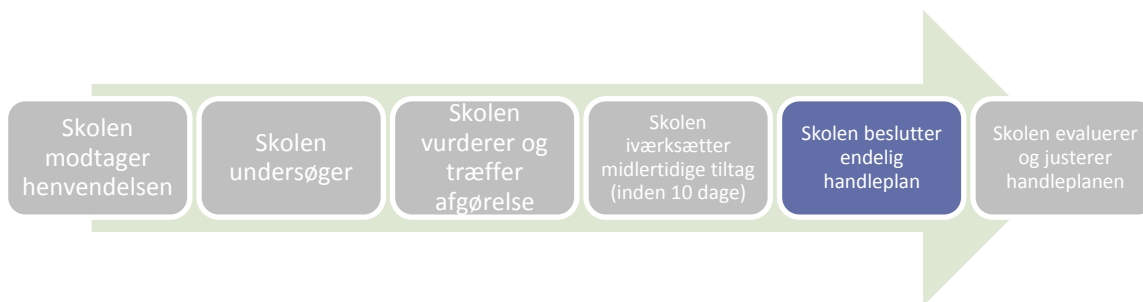 Skolen
modtager
henvendelsen
Skolen
undersøger
Skolen
vurderer og
træffer
afgørelse
Skolen
iværksætter
midlertidige tiltag
(inden 10 dage)
Skolen beslutter
endelig
handleplan
Skolen evaluerer
og justerer
handleplanen